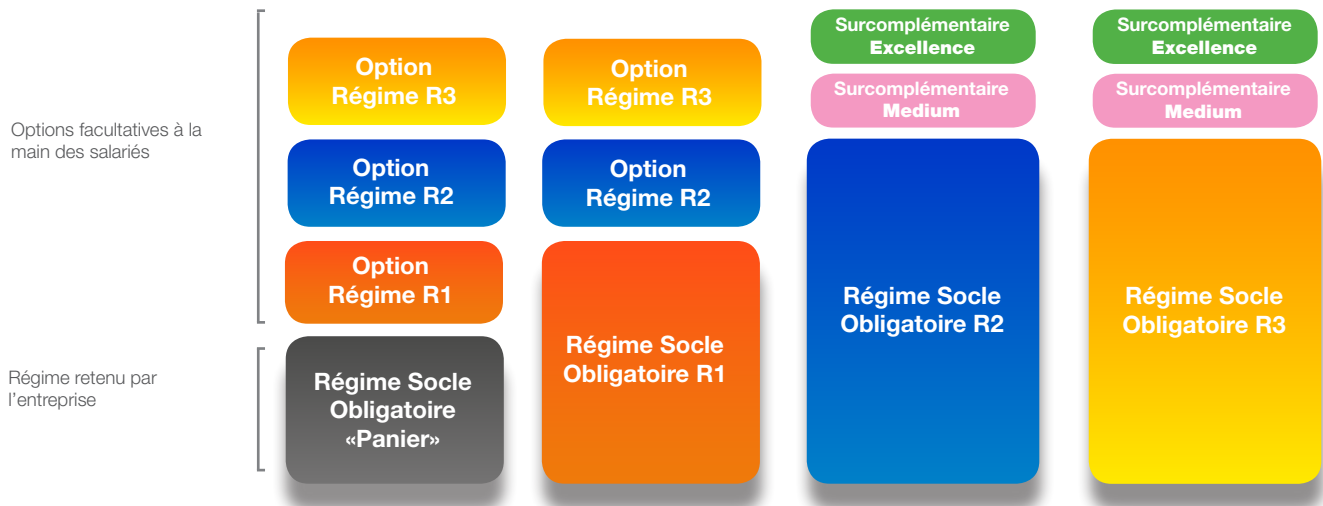 Options facultatives à la
main des salariés
Régime retenu par
l'entreprise
Option
Régime R3
Option
Régime R2
Option
Régime R1
Régime Socle
Obligatoire
«Panier»
Option
Régime R3
Option
Régime R2
Régime Socle
Obligatoire R1
Surcomplémentaire
Excellence
Surcomplémentaire
Medium
Régime Socle
Obligatoire R2
Surcomplémentaire
Excellence
Surcomplémentaire
Medium
Régime Socle
Obligatoire R3